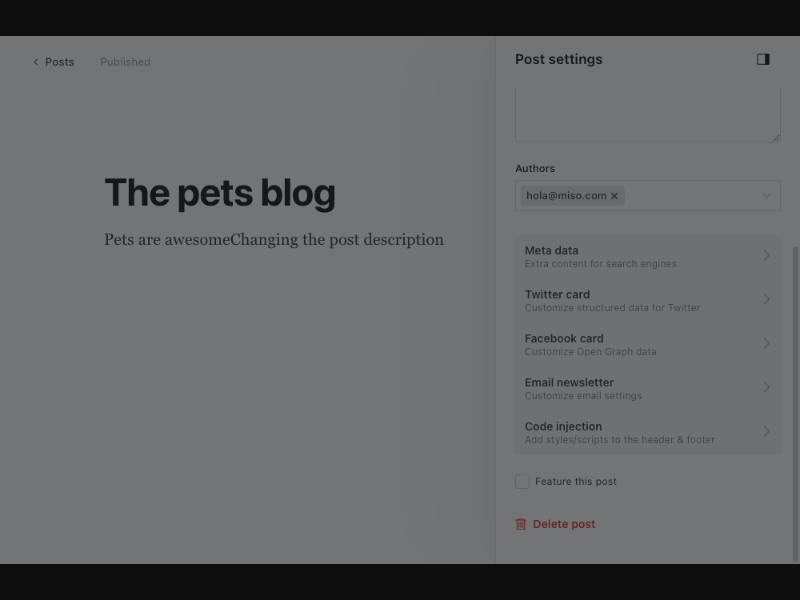 Posts
Published
Post settings
The pets blog
Pets are awesomeChanging the post description
Authors
hola@miso.com
Meta data
Extra content for search engines
Twitter card
Customize structured data for Twitter
Facebook card
Customize Open Graph data
Email newsletter
Customize email settings
Code injection
Add styles/scripts to the header & footer
Feature this post
Delete post